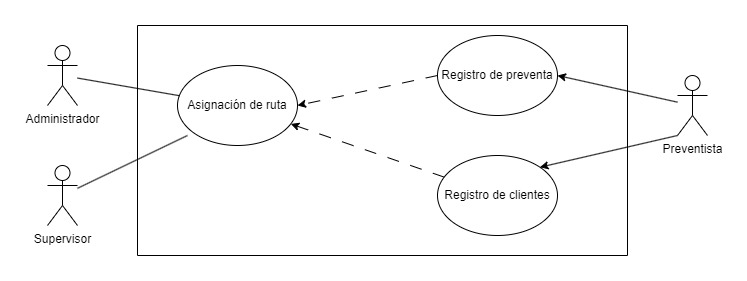 Registro de preventa
Asignación de ruta
Administrador
Preventista
Registro de clientes
Supervisor